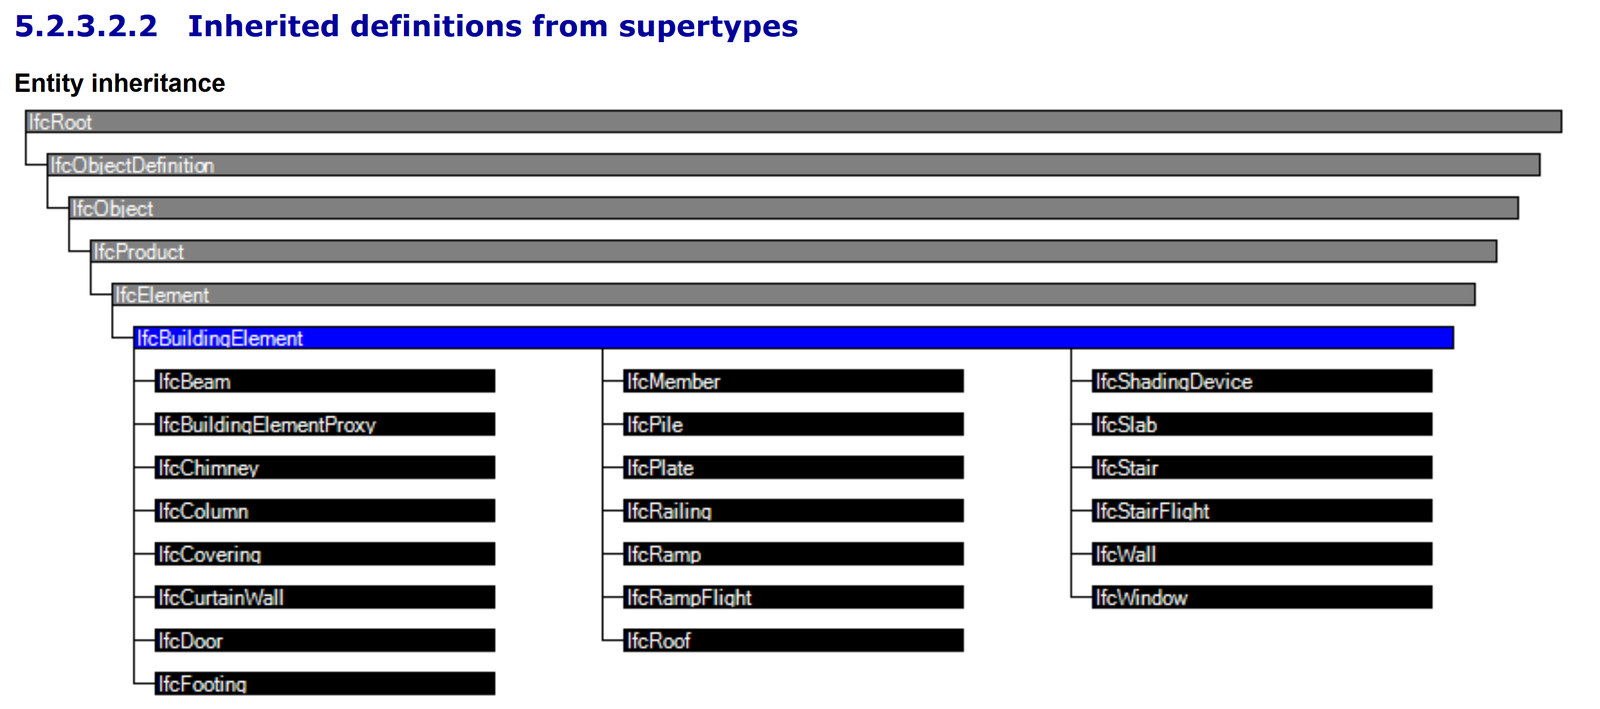 5.2.3.2.2 Inherited definitions from supertypes
Entity inheritance
IfcRoot
IfcObjectDefinition
IfcObject
IfcProduct
IfcElement
IfcBuildingElement
IfcBeam
IfcBuildingElementProxy
IfcChimney
IfcColumn
IfcCovering
IfcCurtainWall
IfcDoor
IfcFooting
IfcMember
IfcPile
IfcPlate
IfcRailing
IfcRamp
IfcRampFlight
IfcRoof
IfcShadingDevice
IfcSlab
IfcStair
IfcStairFlight
IfcWall
IfcWindow